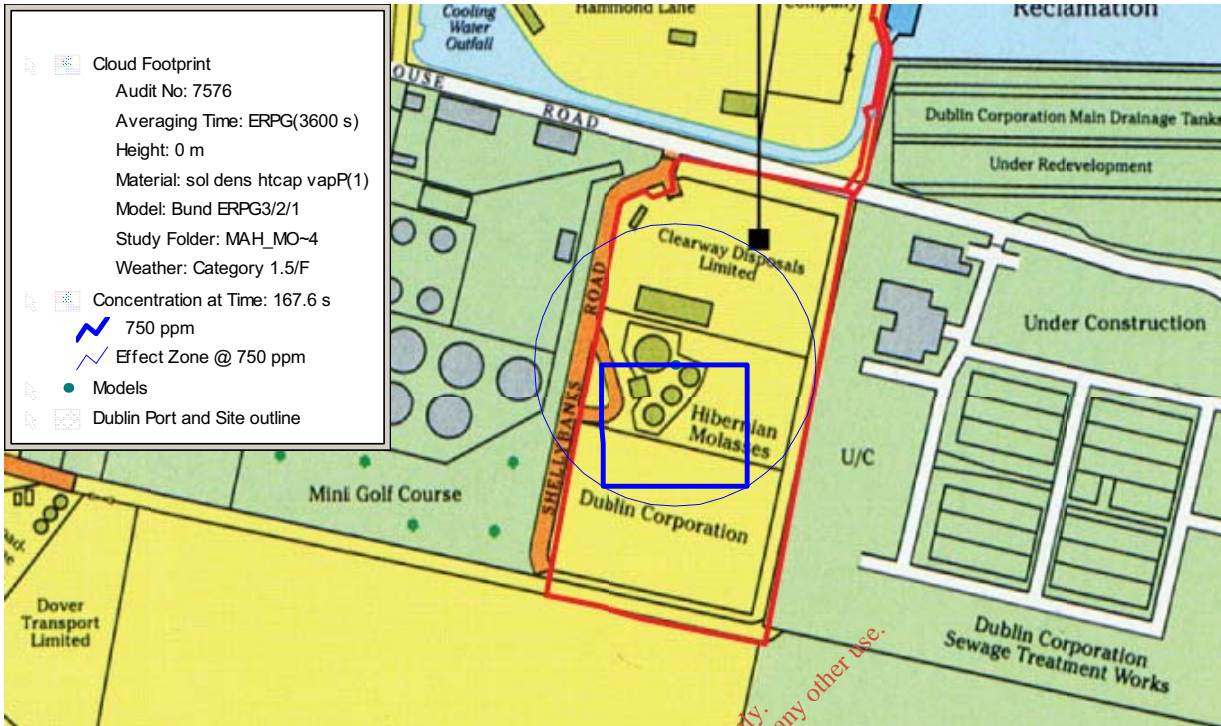 Cloud Footprint
Audit No: 7576
Averaging Time: ERPG(3600 s)
Height: 0 m
Material: sol dens htcap vapP(1)
Model: Bund ERPG3/2/1
Study Folder: MAH_MO~4
Weather: Category 1.5/F
Concentration at Time: 167.6 s
750 ppm
Effect Zone @ 750 ppm
Models
Dublin Port and Site outline
Cooling
Water
Outfall
Hammond Lane
Company
Reclamation
OUSE ROAD
Dublin Corporation Main Drainage Tanks
Under Redevelopment
Clearway Disposals
Limited
Under Construction
SHELLYBANKS ROAD
Hibernian
Molasses
U/C
Mini Golf Course
Dublin Corporation
Dover
Transport
Limited
Dublin Corporation
Sewage Treatment Works
any other use.